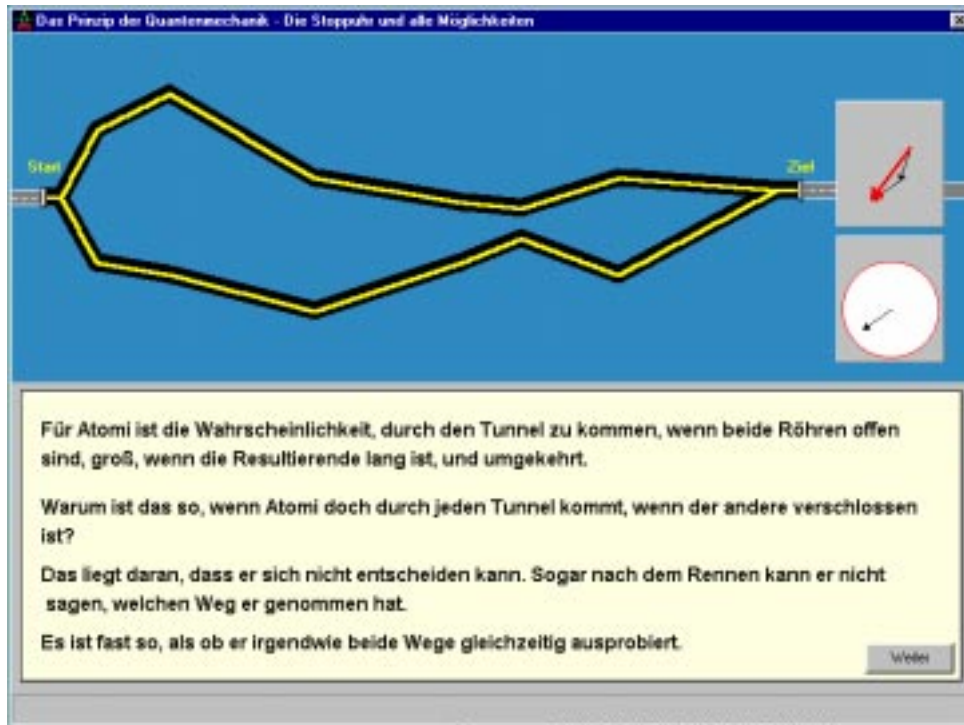 Das Prinzip der Quantenmechanik - Die Stoppuhr und alle Möglichkeiten
Start
Ziel
Für Atomi ist die Wahrscheinlichkeit, durch den Tunnel zu kommen, wenn beide Röhren offen
sind, groß, wenn die Resultierende lang ist, und umgekehrt.
Warum ist das so, wenn Atomi doch durch jeden Tunnel kommt, wenn der andere verschlossen
ist?
Das liegt daran, dass er sich nicht entscheiden kann. Sogar nach dem Rennen kann er nicht
sagen, welchen Weg er genommen hat.
Es ist fast so, als ob er irgendwie beide Wege gleichzeitig ausprobiert.
Weiter